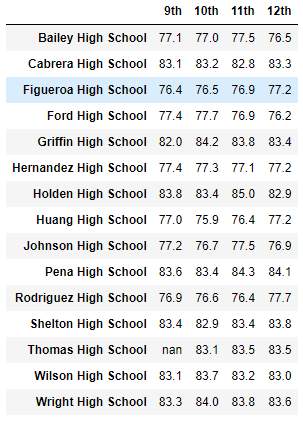 9th 10th 11th 12th
Bailey High School 77.1 77.0 77.5 76.5
Cabrera High School 83.1 83.2 82.8 83.3
Figueroa High School 76.4 76.5 76.9 77.2
Ford High School 77.4 77.7 76.9 76.2
Griffin High School 82.0 84.2 83.8 83.4
Hernandez High School 77.4 77.3 77.1 77.2
Holden High School 83.8 83.4 85.0 82.9
Huang High School 77.0 75.9 76.4 77.2
Johnson High School 77.2 76.7 77.5 76.9
Pena High School 83.6 83.4 84.3 84.1
Rodriguez High School 76.9 76.6 76.4 77.7
Shelton High School 83.4 82.9 83.4 83.8
Thomas High School nan 83.1 83.5 83.5
Wilson High School 83.1 83.7 83.2 83.0
Wright High School 83.3 84.0 83.8 83.6